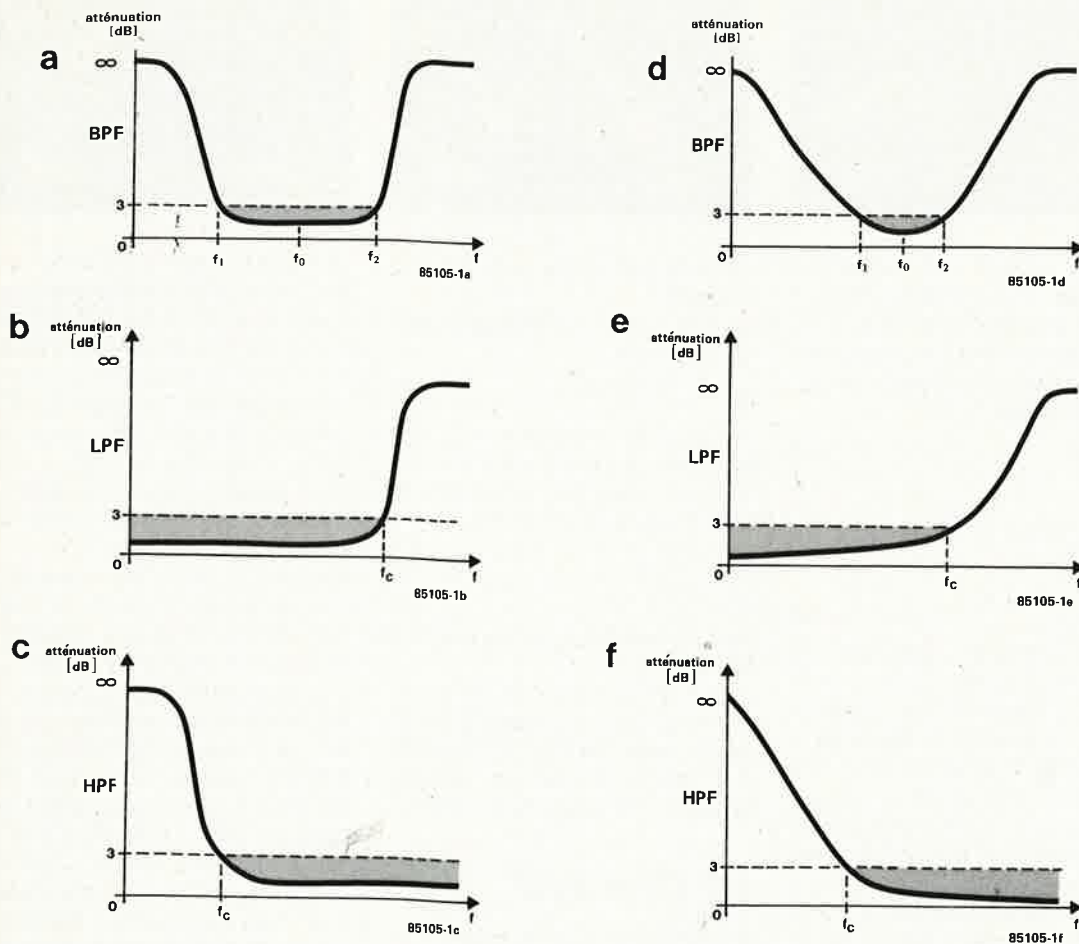 a
atténuation
[dB]
∞
BPF
3
0
f1
f0
f2
f
85105-1a
b
atténuation
[dB]
∞
LPF
3
0
fc
f
85105-1b
c
atténuation
[dB]
∞
HPF
3
0
fc
f
85105-1c
d
atténuation
[dB]
∞
BPF
3
0
f1
f0
f2
f
85105-1d
e
atténuation
[dB]
∞
LPF
3
0
fc
f
85105-1e
f
atténuation
[dB]
∞
HPF
3
0
fc
f
85105-1f